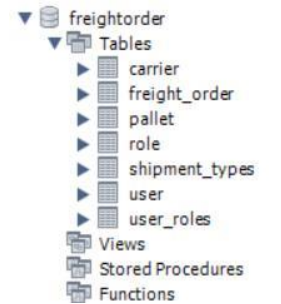 freightorder
Tables
carrier
freight_order
pallet
role
shipment_types
user
user_roles
Views
Stored Procedures
Functions